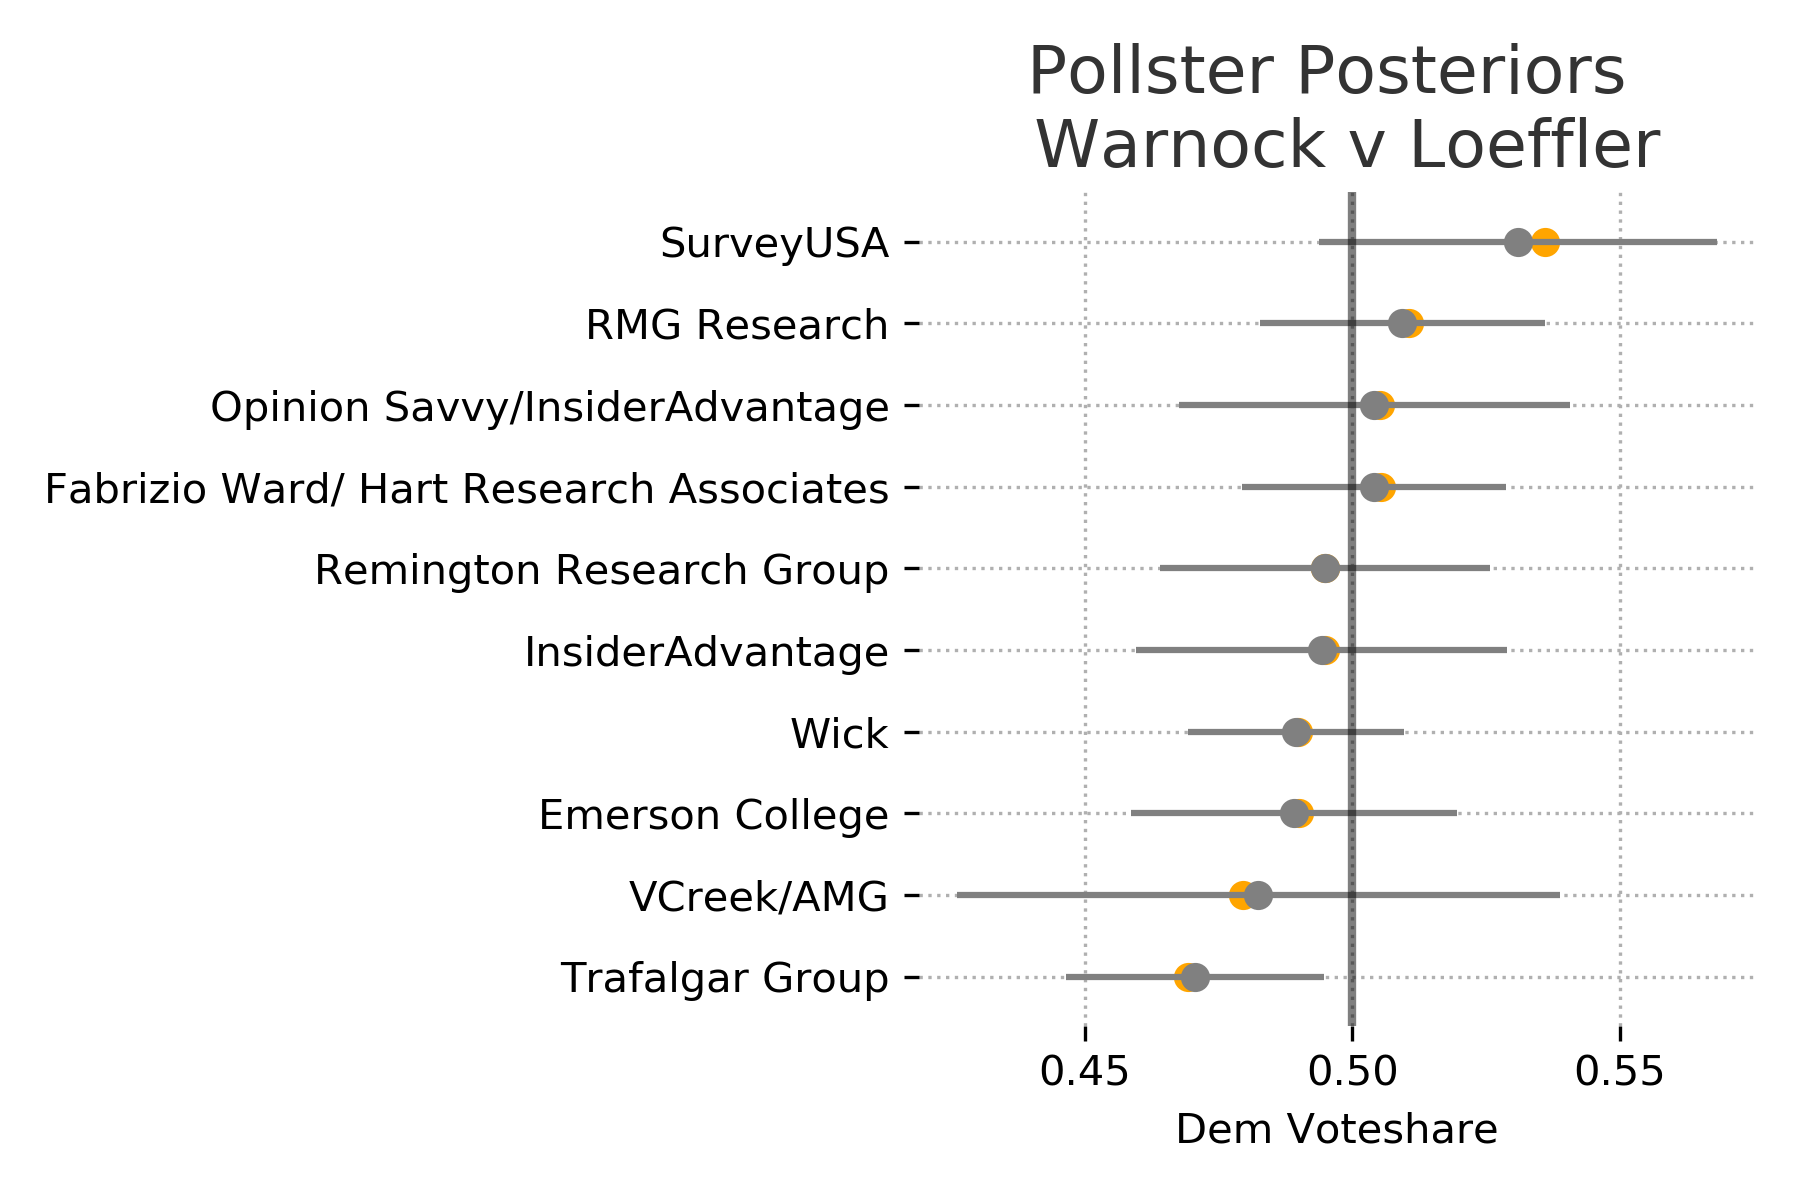 Pollster Posteriors
Warnock v Loeffler
SurveyUSA
RMG Research
Opinion Savvy/InsiderAdvantage
Fabrizio Ward/ Hart Research Associates
Remington Research Group
InsiderAdvantage
Wick
Emerson College
VCreek/AMG
Trafalgar Group
0.45 0.50 0.55
Dem Voteshare